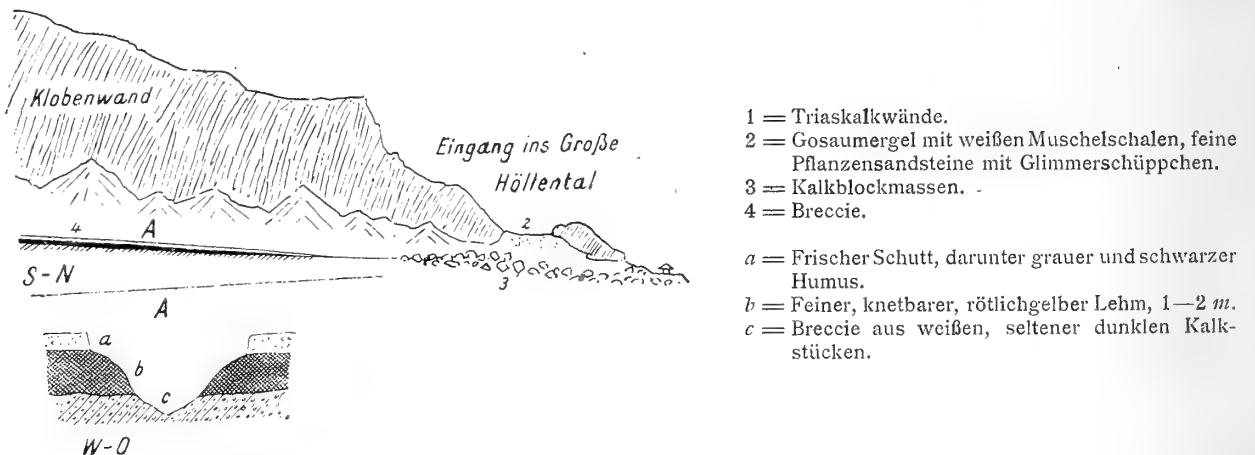 Klobenwand
Eingang ins Große
Höllental
2
4
A
3
S-N
A
a
b
c
W-O
1 = Triaskalkwände.
2 = Gosaumergel mit weißen Muschelschalen, feine
Pflanzensandsteine mit Glimmerschüppchen.
3 = Kalkblockmassen.
4 = Breccie.
a = Frischer Schutt, darunter grauer und schwarzer
Humus.
b = Feiner, knetbarer, rötlichgelber Lehm, 1—2 m.
c = Breccie aus weißen, seltener dunklen Kalk-
stücken.